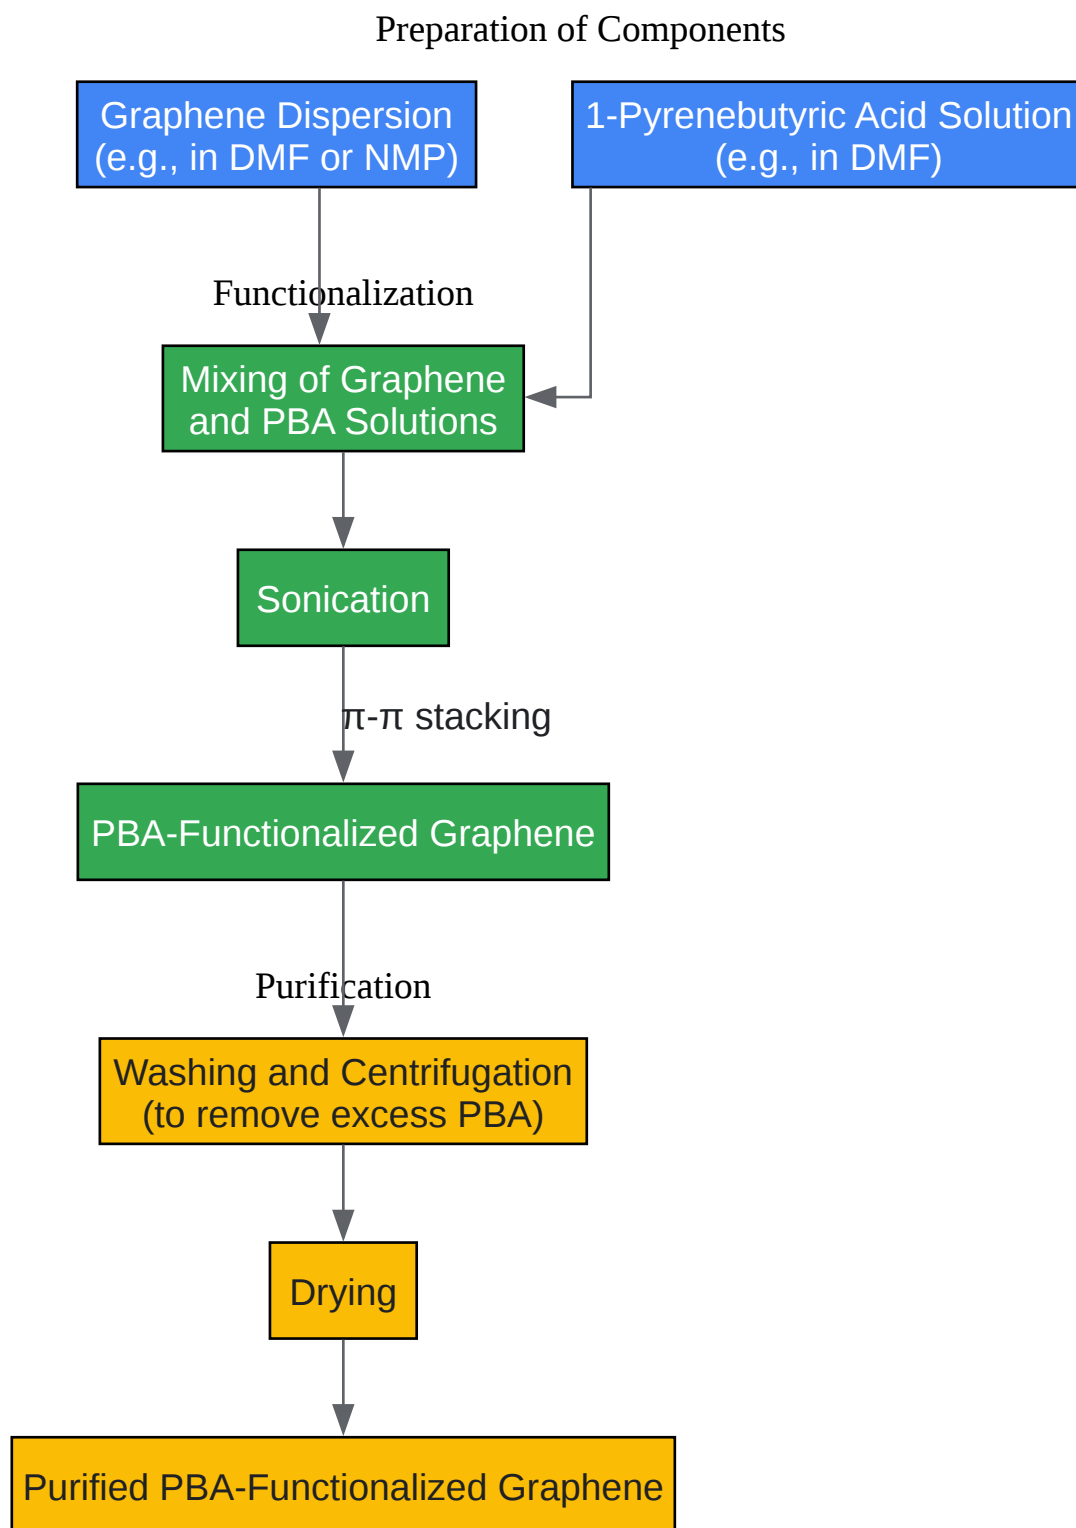 Preparation of Components
Graphene Dispersion
(e.g., in DMF or NMP)
1-Pyrenebutyric Acid Solution
(e.g., in DMF)
Functionalization
Mixing of Graphene
and PBA Solutions
Sonication
π-π stacking
PBA-Functionalized Graphene
Purification
Washing and Centrifugation
(to remove excess PBA)
Drying
Purified PBA-Functionalized Graphene